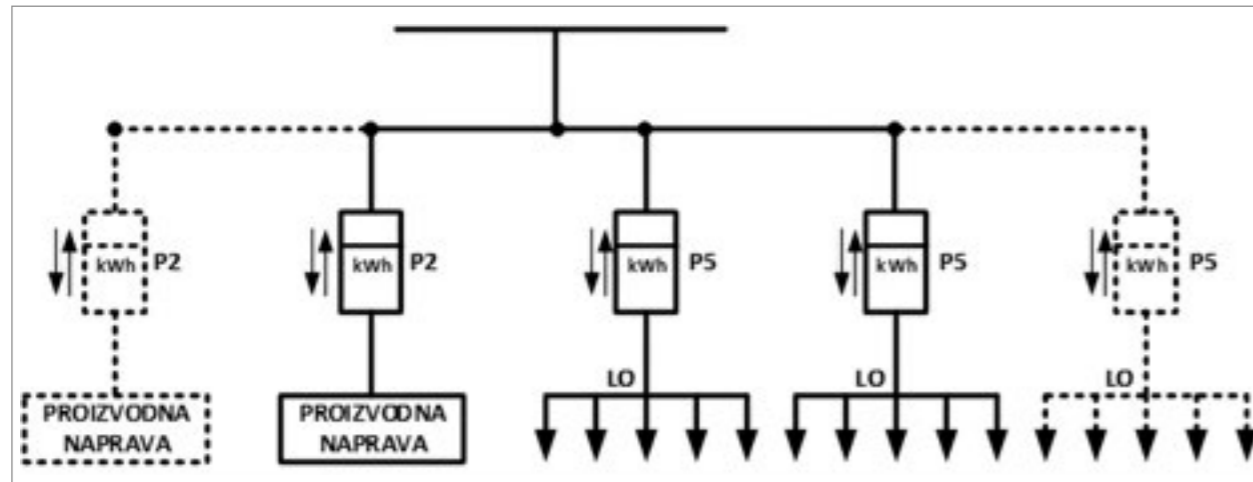 kWh P2
kWh P2
kWh P5
kWh P5
kWh P5
LO
LO
LO
PROIZVODNA
NAPRAVA
PROIZVODNA
NAPRAVA